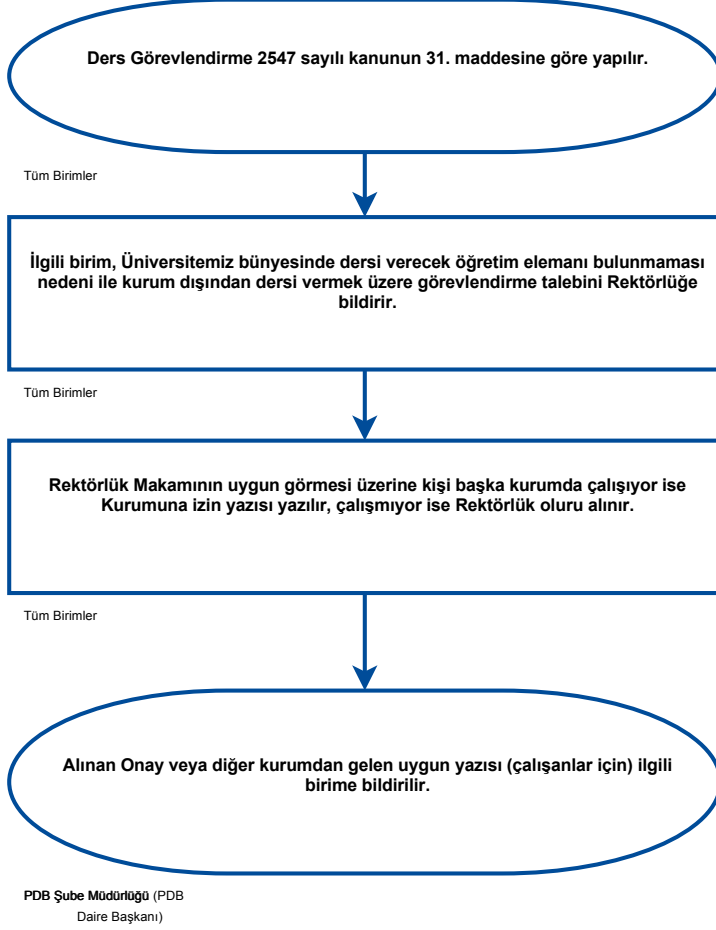 Ders Görevlendirme 2547 sayılı kanunun 31. maddesine göre yapılır.
Tüm Birimler
İlgili birim, Üniversitemiz bünyesinde dersi verecek öğretim elemanı bulunmaması
nedeni ile kurum dışından dersi vermek üzere görevlendirme talebini Rektörlüğe
bildirir.
Tüm Birimler
Rektörlük Makamının uygun görmesi üzerine kişi başka kurumda çalışıyor ise
Kurumuna izin yazısı yazılır, çalışmıyor ise Rektörlük oluru alınır.
Tüm Birimler
Alınan Onay veya diğer kurumdan gelen uygun yazısı (çalışanlar için) ilgili
birime bildirilir.
PDB Şube Müdürlüğü (PDB
Daire Başkanı)